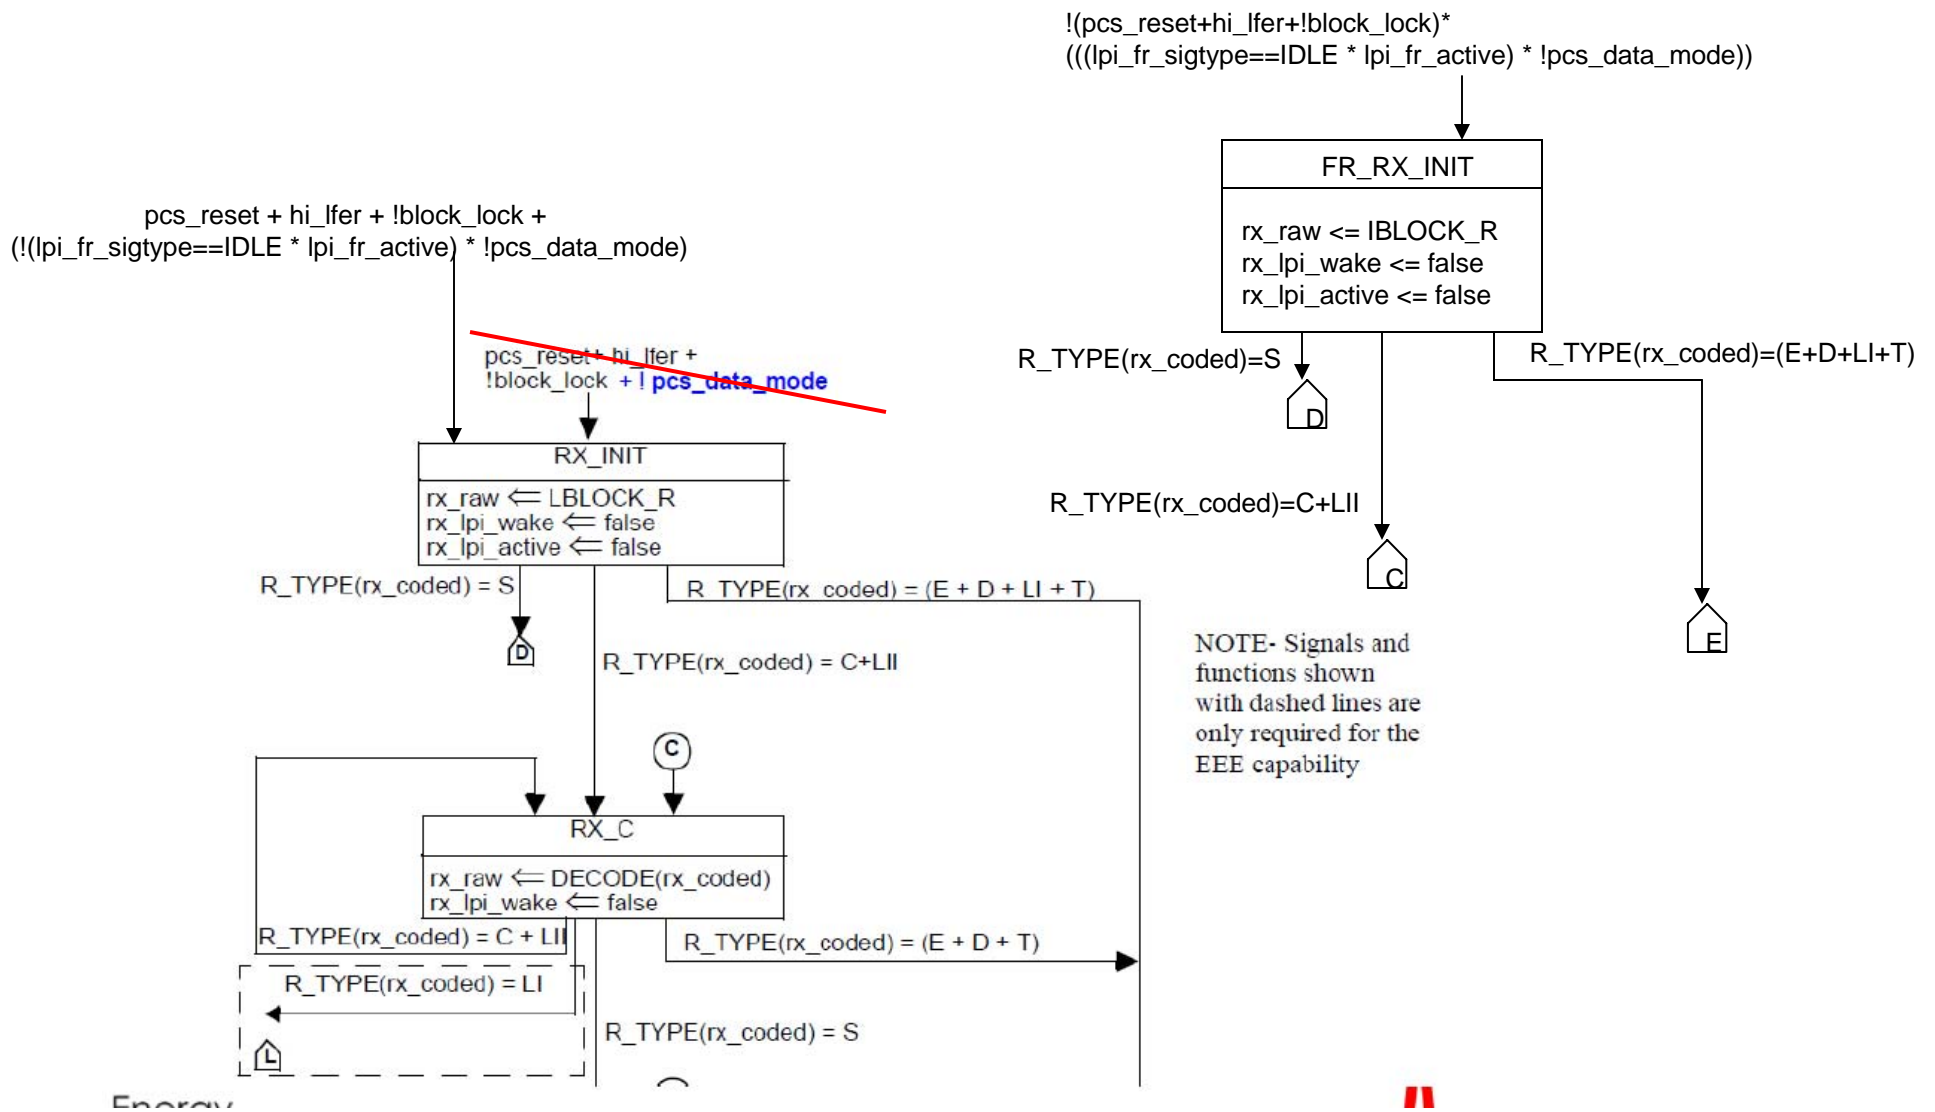 !(pcs_reset+hi_lfer+!block_lock)*
(((lpi_fr_sigtype==IDLE * lpi_fr_active) * !pcs_data_mode))
FR_RX_INIT
rx_raw <= IBLOCK_R
rx_lpi_wake <= false
rx_lpi_active <= false
R_TYPE(rx_coded)=S
R_TYPE(rx_coded)=(E+D+LI+T)
D
R_TYPE(rx_coded)=C+LII
C
E
pcs_reset + hi_lfer + !block_lock +
(!(lpi_fr_sigtype==IDLE * lpi_fr_active) * !pcs_data_mode)
pcs_reset+ hi_lfer +
!block_lock + ! pcs_data_mode
RX_INIT
rx_raw ⇐ LBLOCK_R
rx_lpi_wake ⇐ false
rx_lpi_active ⇐ false
R_TYPE(rx_coded) = S
R_TYPE(rx_coded) = (E + D + LI + T)
D
R_TYPE(rx_coded) = C+LII
NOTE- Signals and
functions shown
with dashed lines are
only required for the
EEE capability
C
RX_C
rx_raw ⇐ DECODE(rx_coded)
rx_lpi_wake ⇐ false
R_TYPE(rx_coded) = C + LII
R_TYPE(rx_coded) = (E + D + T)
R_TYPE(rx_coded) = LI
R_TYPE(rx_coded) = S
L
Energy